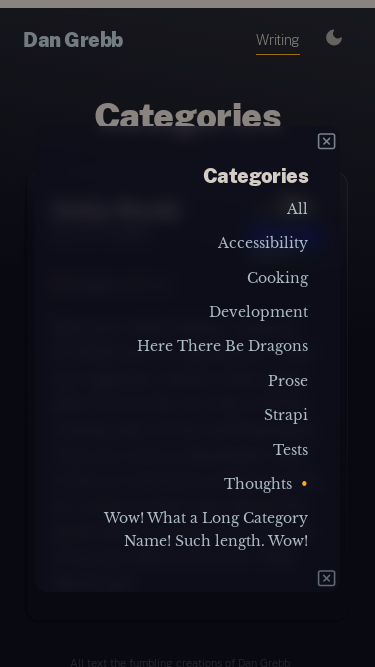 Dan Grebb
Writing
Categories
Categories
All
Accessibility
Cooking
Development
Here There Be Dragons
Prose
Strapi
Tests
Thoughts •
Wow! What a Long Category
Name! Such length. Wow!
All text the fumbling creations of Dan Grebb